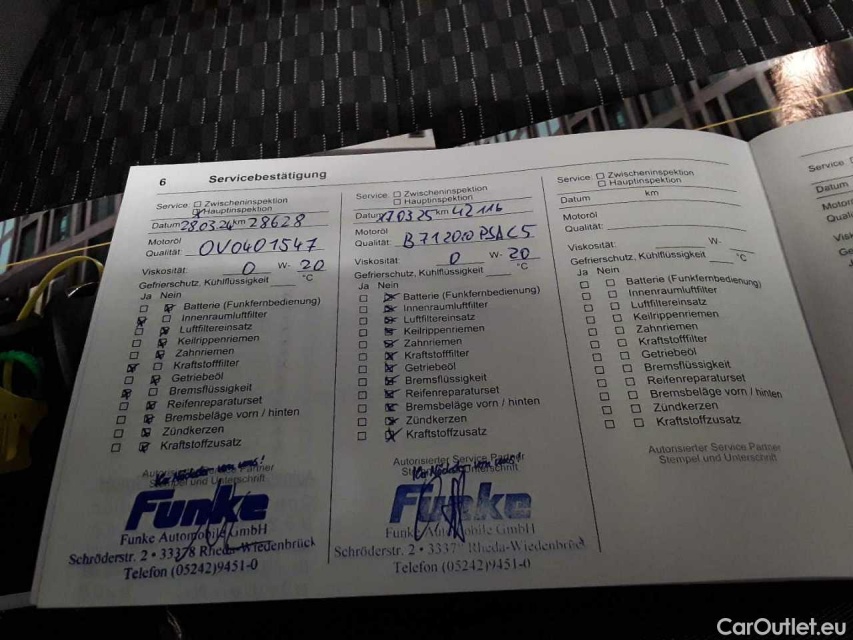 6 Servicebestätigung
Service ☐ Zwischeninspektion
☒ Hauptinspektion
Datum 28.03.24 km 28628
Motoröl
Qualität OV0401547
Viskosität: 0 W- 20
Gefrierschutz, Kühlflüssigkeit °C
Ja Nein
☐ ☒ Batterie (Funkfernbedienung)
☒ ☐ Innenraumluftfilter
☐ ☒ Luftfiltereinsatz
☐ ☒ Keilrippenriemen
☐ ☒ Zahnriemen
☒ ☐ Kraftstofffilter
☐ ☒ Getriebeöl
☒ ☐ Bremsflüssigkeit
☐ ☒ Reifenreparaturset
☐ ☒ Bremsbeläge vorn / hinten
☐ ☒ Zündkerzen
☐ ☒ Kraftstoffzusatz
Autorisierter Service Partner
Stempel und Unterschrift
Funke
Funke Automobile GmbH
Schröderstr. 2 • 33378 Rheda-Wiedenbrück
Telefon (05242)9451-0
Service ☐ Zwischeninspektion
☐ Hauptinspektion
Datum .03.25 km 42116
Motoröl
Qualität: B712010 PSA
Viskosität: 0 W- 20
Gefrierschutz, Kühlflüssigkeit °C
Ja Nein
☐ ☒ Batterie (Funkfernbedienung)
☐ ☒ Innenraumluftfilter
☐ ☒ Luftfiltereinsatz
☐ ☒ Keilrippenriemen
☐ ☒ Zahnriemen
☐ ☒ Kraftstofffilter
☐ ☒ Getriebeöl
☐ ☒ Bremsflüssigkeit
☐ ☒ Reifenreparaturset
☐ ☒ Bremsbeläge vorn / hinten
☐ ☒ Zündkerzen
☐ ☒ Kraftstoffzusatz
Autorisierter Service Partner
Stempel und Unterschrift
Funke
Funke Automobile GmbH
Schröderstr. 2 • 33378 Rheda-Wiedenbrück
Telefon (05242)9451-0
Service ☐ Zwischeninspektion
☐ Hauptinspektion
Datum km
Motoröl
Qualität:
Viskosität: W-
Gefrierschutz, Kühlflüssigkeit °C
Ja Nein
☐ ☐ Batterie (Funkfernbedienung)
☐ ☐ Innenraumluftfilter
☐ ☐ Luftfiltereinsatz
☐ ☐ Keilrippenriemen
☐ ☐ Zahnriemen
☐ ☐ Kraftstofffilter
☐ ☐ Getriebeöl
☐ ☐ Bremsflüssigkeit
☐ ☐ Reifenreparaturset
☐ ☐ Bremsbeläge vorn / hinten
☐ ☐ Zündkerzen
☐ ☐ Kraftstoffzusatz
Autorisierter Service Partner
Stempel und Unterschrift
Service
Datum
CarOutlet.eu